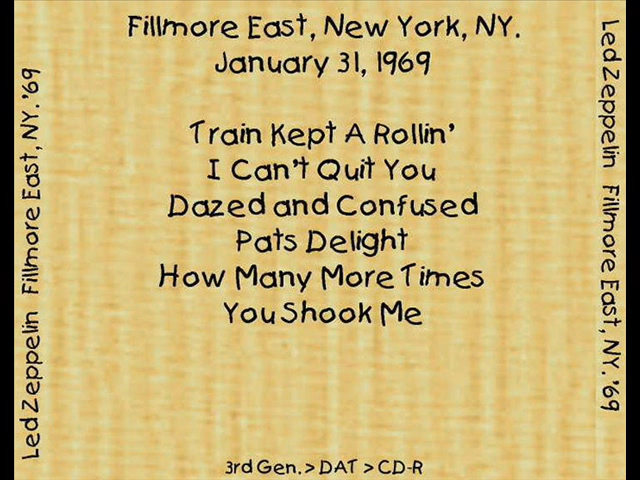 Fillmore East, New York, NY.
January 31, 1969
Train Kept A Rollin'
I Can't Quit You
Dazed and Confused
Pats Delight
How Many More Times
You Shook Me
3rd Gen. > DAT > CD-R
Led Zeppelin Fillmore East, NY. '69
Led Zeppelin Fillmore East, NY. '69